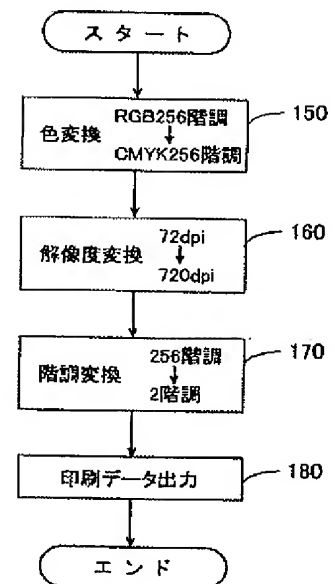 スタート
RGB256階調
150
↓
色変換
CMYK256階調
72dpi
160
解像度変換
↓
720dpi
256階調
170
階調変換
↓
2階調
印刷データ出力
180
エンド